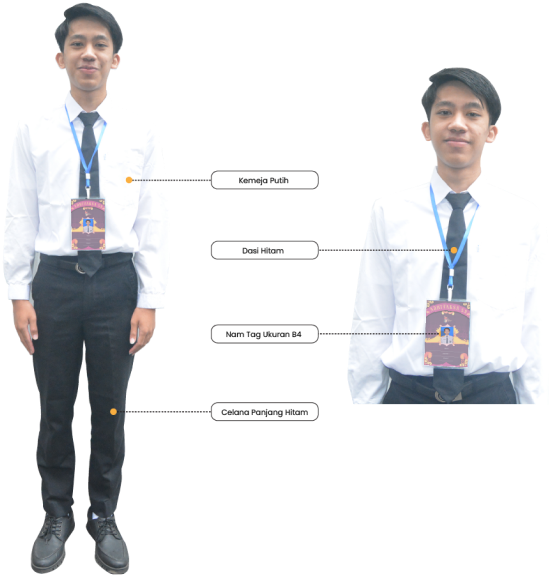 Kemeja Putih
Dasi Hitam
Nam Tag Ukuran B4
Celana Panjang Hitam